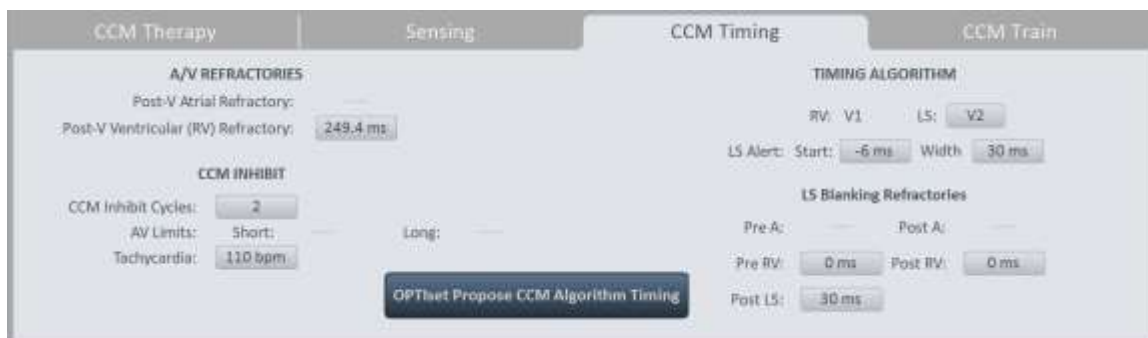 CCM Therapy Sensing CCM Timing CCM Train
A/V REFRACTORIES
Post-V Atrial Refractory:
Post-V Ventricular (RV) Refractory: 249.4 ms
CCM INHIBIT
CCM Inhibit Cycles: 2
AV Limits: Short: Long:
Tachycardia: 110 bpm
OPTIset Propose CCM Algorithm Timing
TIMING ALGORITHM
RV: V1 LS: V2
LS Alert: Start: -6 ms Width 30 ms
LS Blanking Refractories
Pre A: Post A:
Pre RV: 0 ms Post RV: 0 ms
Post LS: 30 ms